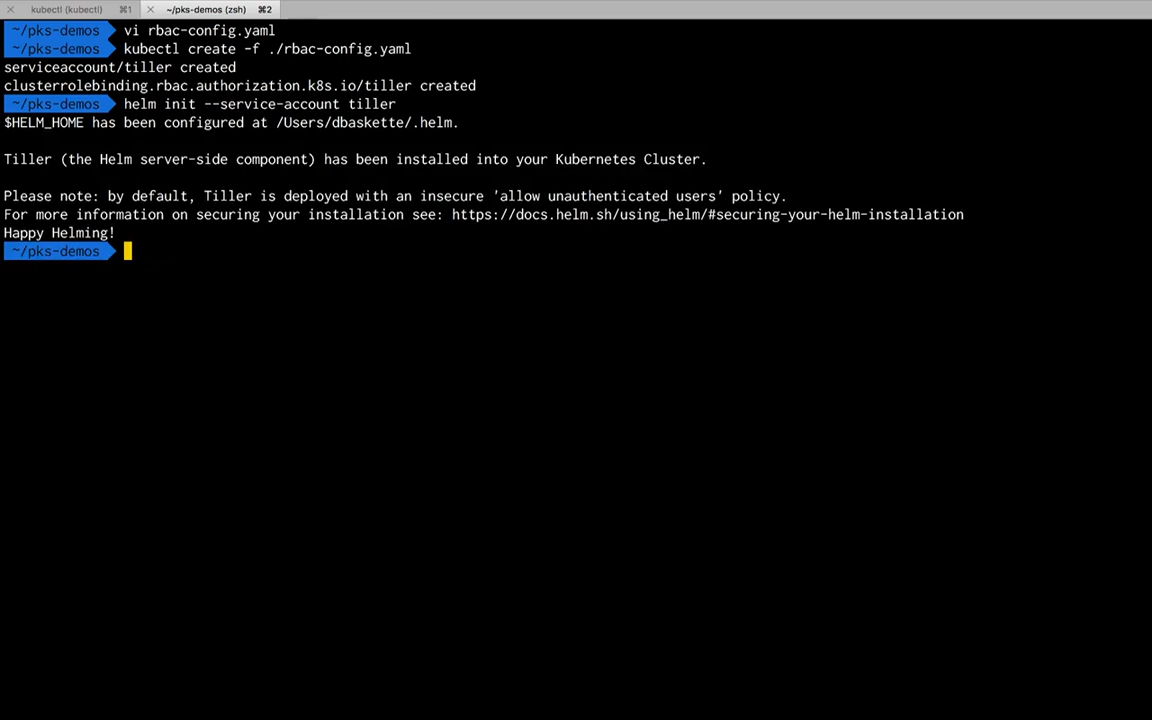 kubectl (kubectl) ⌘1 ~/pks-demos (zsh) ⌘2
~/pks-demos vi rbac-config.yaml
~/pks-demos kubectl create -f ./rbac-config.yaml
serviceaccount/tiller created
clusterrolebinding.rbac.authorization.k8s.io/tiller created
~/pks-demos helm init --service-account tiller
$HELM_HOME has been configured at /Users/dbaskette/.helm.
Tiller (the Helm server-side component) has been installed into your Kubernetes Cluster.
Please note: by default, Tiller is deployed with an insecure 'allow unauthenticated users' policy.
For more information on securing your installation see: https://docs.helm.sh/using_helm/#securing-your-helm-installation
Happy Helming!
~/pks-demos